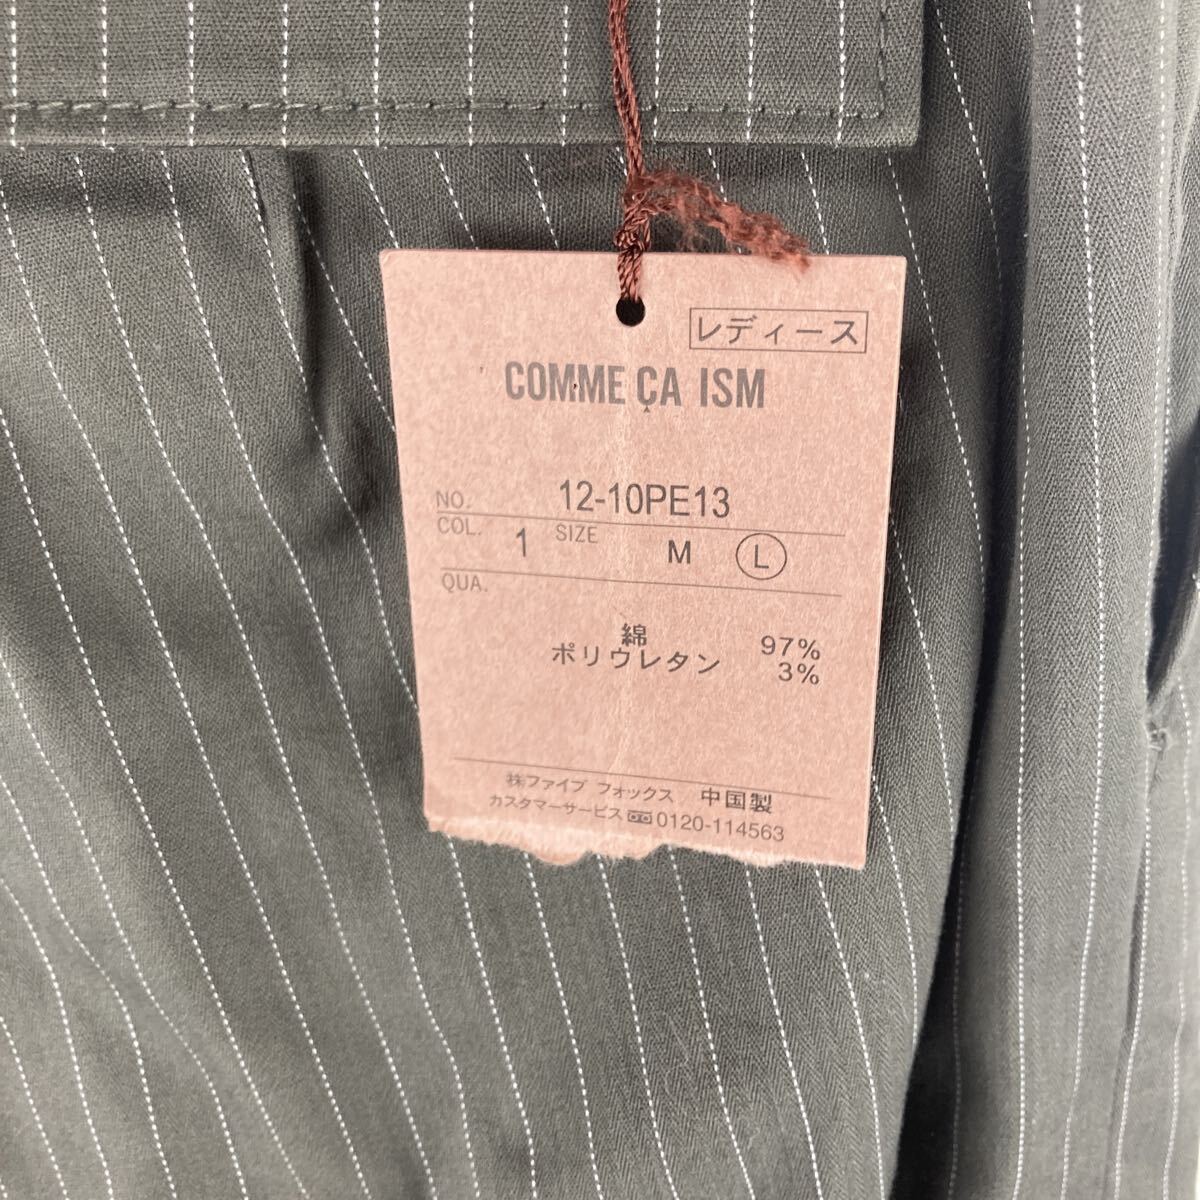 レディース
COMME ÇA ISM
NO. 12-10PE13
COL. 1 SIZE M L
QUA.
綿 97%
ポリウレタン 3%
㈱ファイブ フォックス 中国製
カスタマーサービス 0120-114563